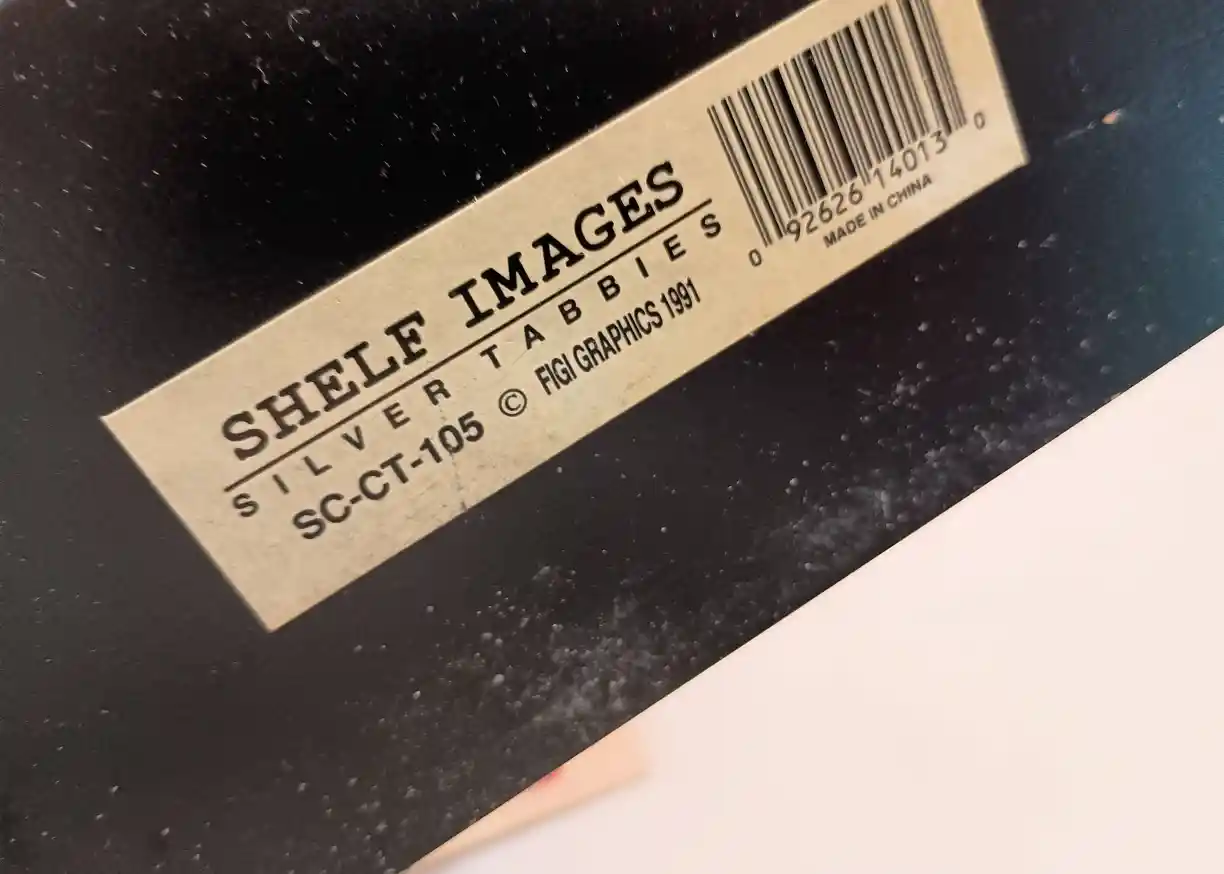 SHELF IMAGES
SILVER TABBIES
SC-CT-105 © FIGI GRAPHICS 1991
0 92626 14013 0
MADE IN CHINA